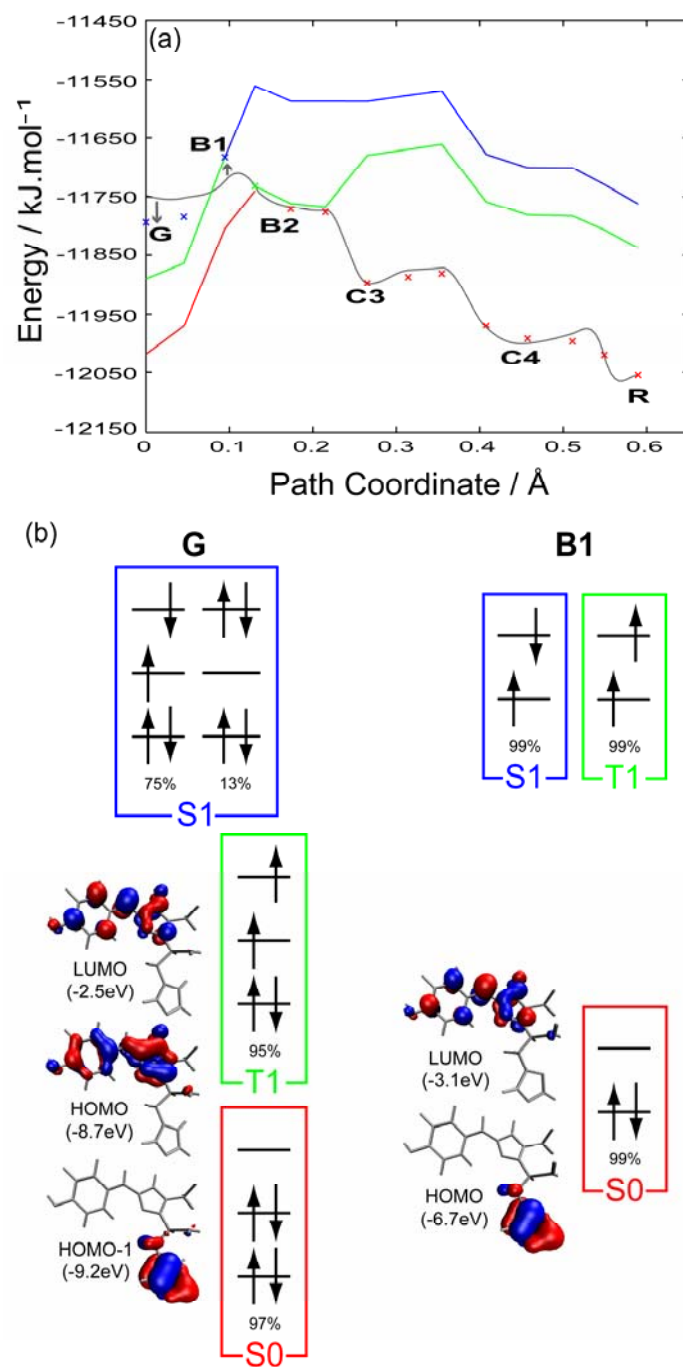 (a)
Energy / kJ.mol⁻¹
-11450
-11550
-11650
-11750
-11850
-11950
-12050
-12150
B1
G
B2
C3
C4
R
0 0.1 0.2 0.3 0.4 0.5 0.6
Path Coordinate / Å
(b)
G B1
75% 13%
S1
99%
S1
99%
T1
LUMO
(-2.5eV)
HOMO
(-8.7eV)
95%
T1
HOMO-1
(-9.2eV)
97%
S0
LUMO
(-3.1eV)
HOMO
(-6.7eV)
99%
S0